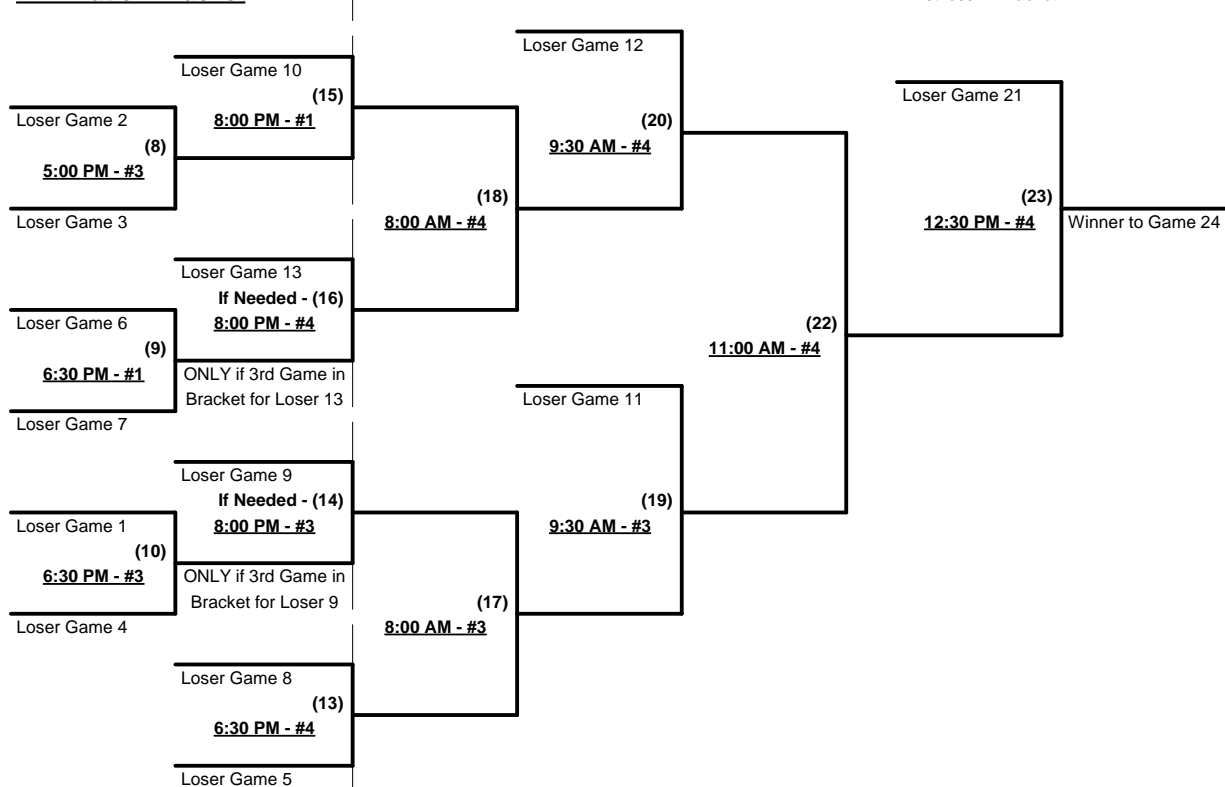 Loser Game 12
Loser Game 10
(15)
8:00 PM - #1
Loser Game 21
Loser Game 2
(8)
5:00 PM - #3
(20)
9:30 AM - #4
Loser Game 3
(18)
8:00 AM - #4
(23)
12:30 PM - #4
Winner to Game 24
Loser Game 13
If Needed - (16)
8:00 PM - #4
Loser Game 6
(9)
6:30 PM - #1
(22)
11:00 AM - #4
ONLY if 3rd Game in
Bracket for Loser 13
Loser Game 11
Loser Game 7
Loser Game 9
If Needed - (14)
8:00 PM - #3
(19)
9:30 AM - #3
Loser Game 1
(10)
6:30 PM - #3
ONLY if 3rd Game in
Bracket for Loser 9
(17)
8:00 AM - #3
Loser Game 4
Loser Game 8
(13)
6:30 PM - #4
Loser Game 5